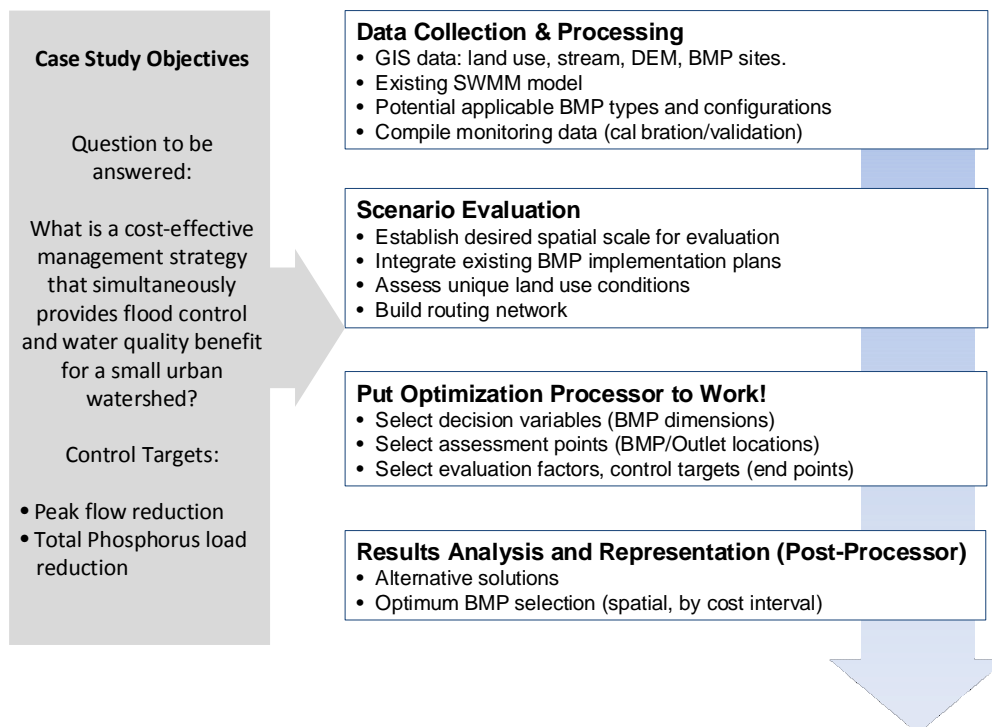 Case Study Objectives
Question to be
answered:
What is a cost-effective
management strategy
that simultaneously
provides flood control
and water quality benefit
for a small urban
watershed?
Control Targets:
• Peak flow reduction
• Total Phosphorus load
reduction
Data Collection & Processing
• GIS data: land use, stream, DEM, BMP sites.
• Existing SWMM model
• Potential applicable BMP types and configurations
• Compile monitoring data (cal bration/validation)
Scenario Evaluation
• Establish desired spatial scale for evaluation
• Integrate existing BMP implementation plans
• Assess unique land use conditions
• Build routing network
Put Optimization Processor to Work!
• Select decision variables (BMP dimensions)
• Select assessment points (BMP/Outlet locations)
• Select evaluation factors, control targets (end points)
Results Analysis and Representation (Post-Processor)
• Alternative solutions
• Optimum BMP selection (spatial, by cost interval)